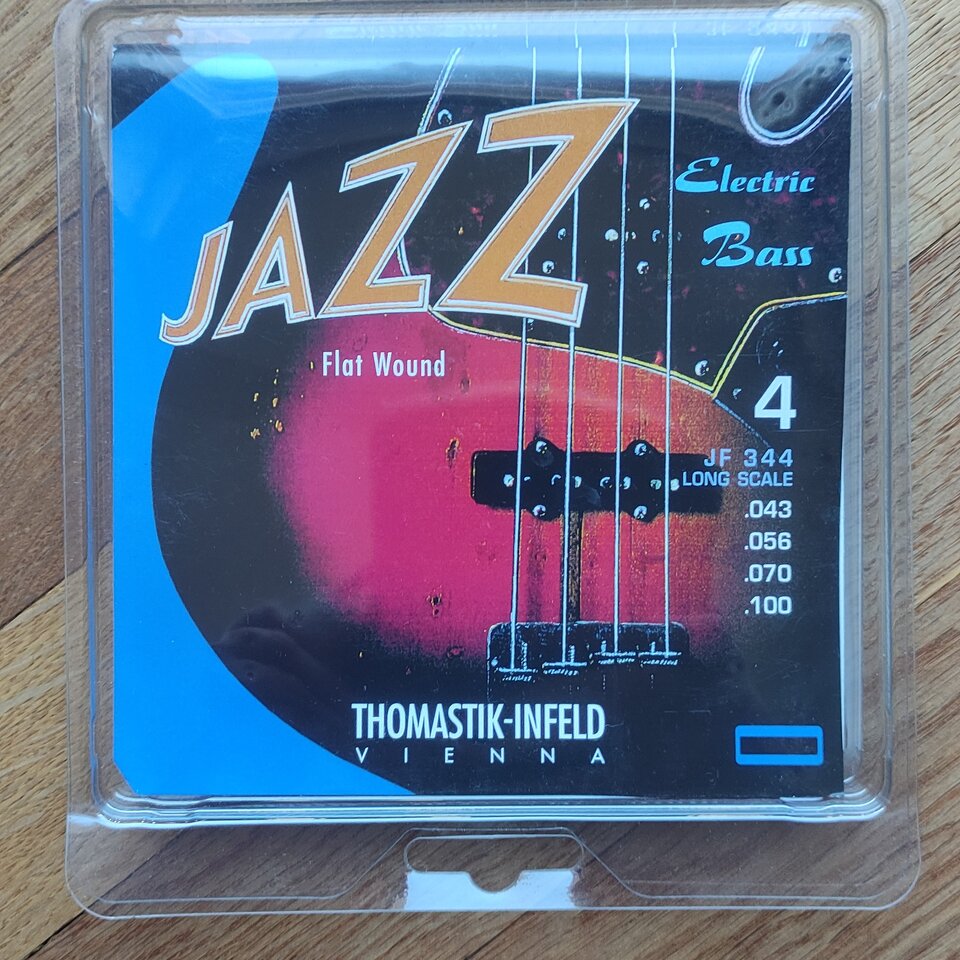 JAZZ
Electric
Bass
Flat Wound
4
JF 344
LONG SCALE
.043
.056
.070
.100
THOMASTIK-INFELD
VIENNA